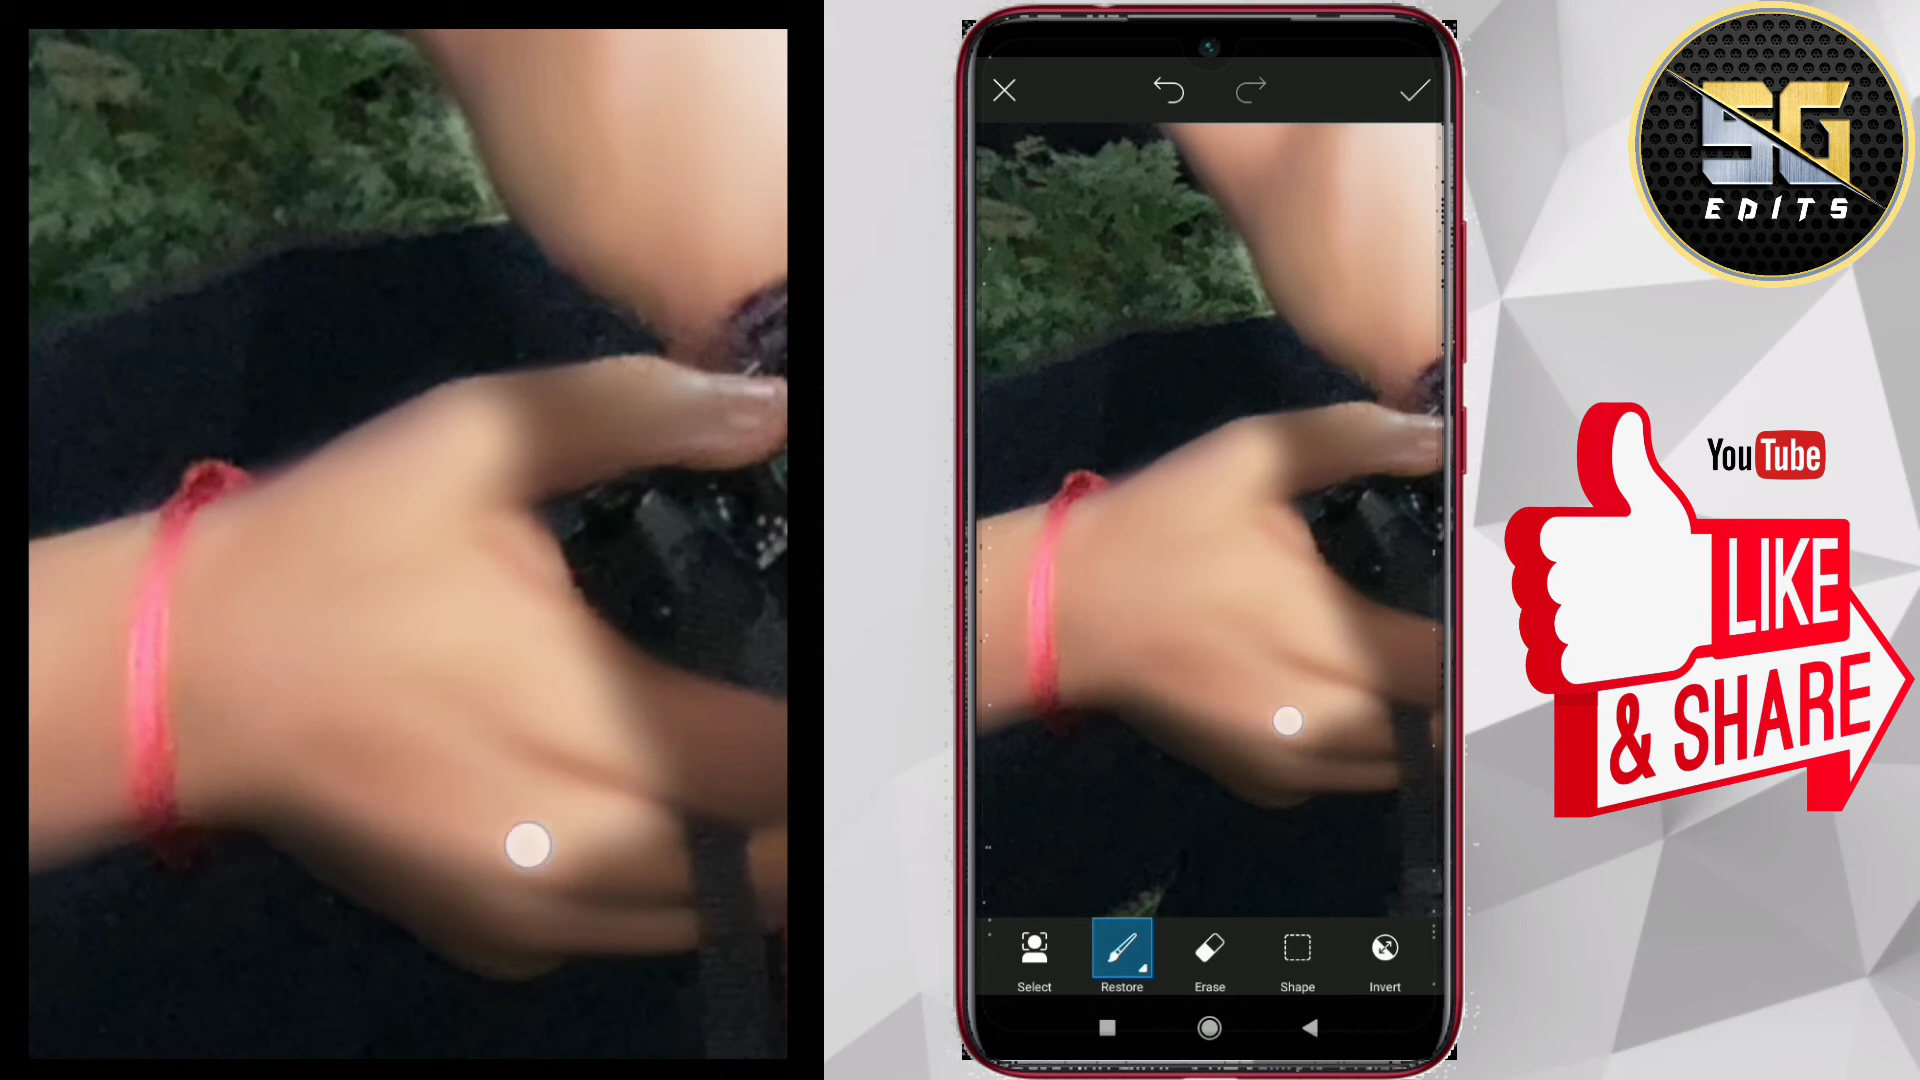 SG
EDITS
YouTube
LIKE
& SHARE
Select
Restore
Erase
Shape
Invert